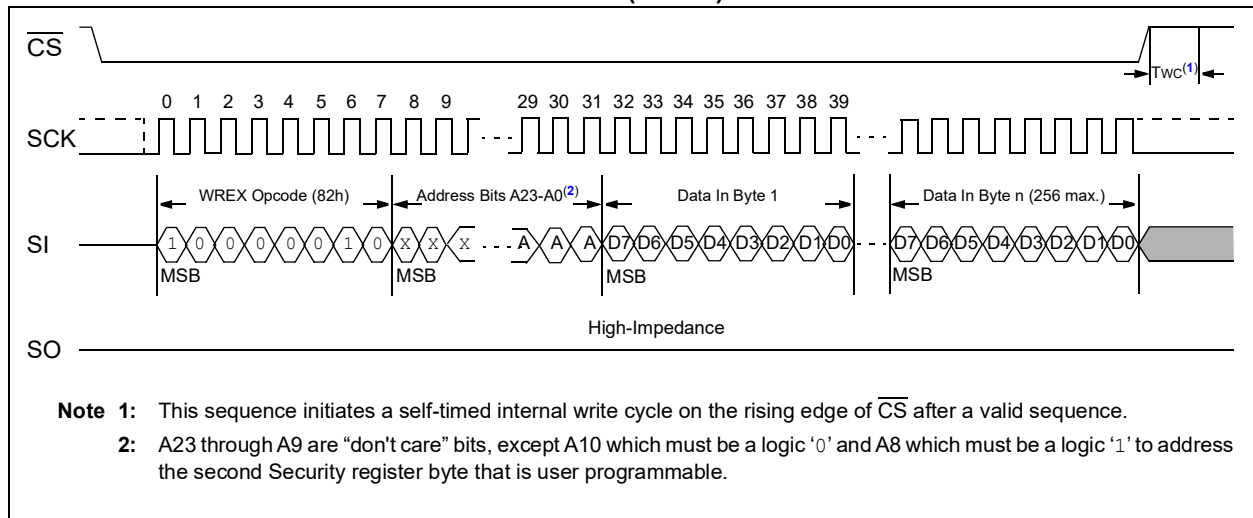 CS
TWC(1)
0 1 2 3 4 5 6 7 8 9 29 30 31 32 33 34 35 36 37 38 39
SCK
WREX Opcode (82h) Address Bits A23-A0(2) Data In Byte 1 Data In Byte n (256 max.)
SI 1 0 0 0 0 0 1 0 X X X A A A D7 D6 D5 D4 D3 D2 D1 D0 D7 D6 D5 D4 D3 D2 D1 D0
MSB MSB MSB MSB
High-Impedance
SO
Note 1: This sequence initiates a self-timed internal write cycle on the rising edge of CS after a valid sequence.
2: A23 through A9 are “don't care” bits, except A10 which must be a logic ‘0’ and A8 which must be a logic ‘1’ to address
the second Security register byte that is user programmable.